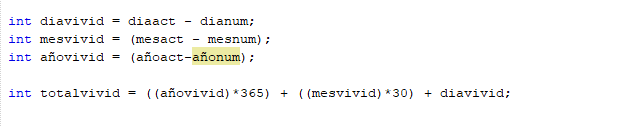 int diavivid = diaact - dianum;
int mesvivid = (mesact - mesnum);
int añovivid = (añoact-añonum);
int totalvivid = ((añovivid)*365) + ((mesvivid)*30) + diavivid;